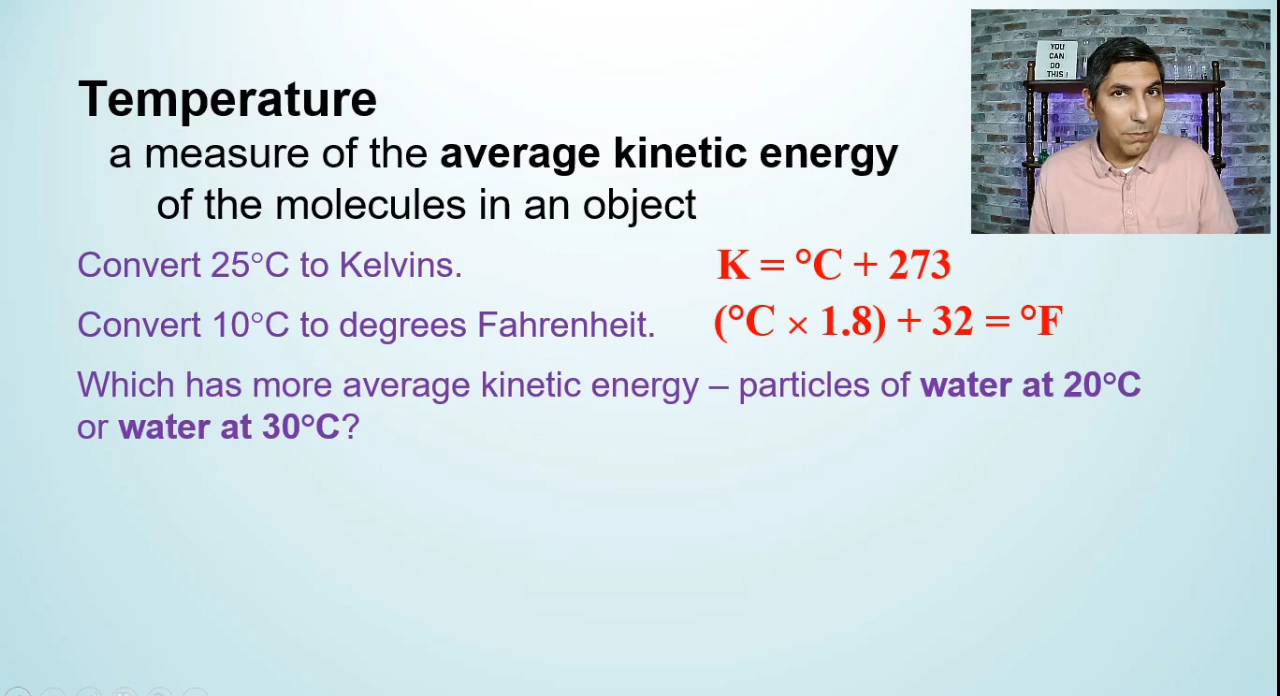 Temperature
a measure of the average kinetic energy
of the molecules in an object
Convert 25°C to Kelvins.
K = °C + 273
Convert 10°C to degrees Fahrenheit.
(°C × 1.8) + 32 = °F
Which has more average kinetic energy – particles of water at 20°C
or water at 30°C?
YOU
CAN
DO
THIS!